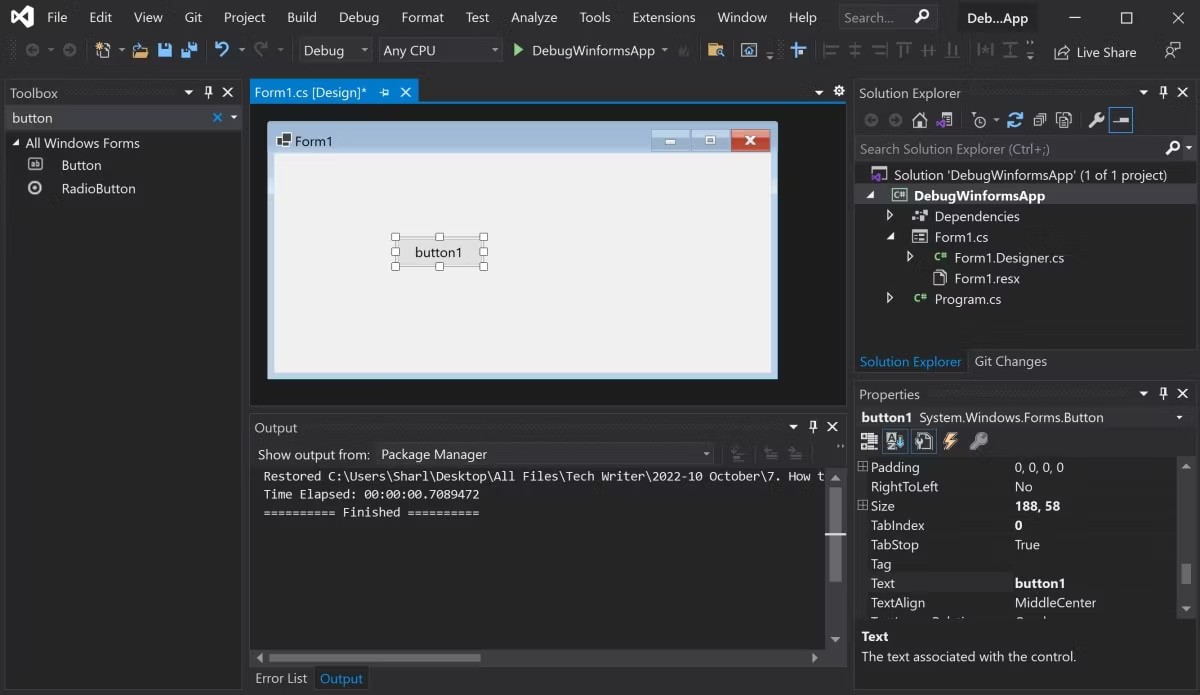 File Edit View Git Project Build Debug Format Test Analyze Tools Extensions Window Help Search... Deb...App
Debug Any CPU DebugWinformsApp Live Share
Toolbox
button
All Windows Forms
Button
RadioButton
Form1.cs [Design]*
Form1
button1
Output
Show output from: Package Manager
Restored C:\Users\Sharl\Desktop\All Files\Tech Writer\2022-10 October\7. How t
Time Elapsed: 00:00:00.7089472
========== Finished ==========
Error List Output
Solution Explorer
Search Solution Explorer (Ctrl+;)
Solution 'DebugWinformsApp' (1 of 1 project)
DebugWinformsApp
Dependencies
Form1.cs
Form1.Designer.cs
Form1.resx
Program.cs
Solution Explorer Git Changes
Properties
button1 System.Windows.Forms.Button
Padding 0, 0, 0, 0
RightToLeft No
Size 188, 58
TabIndex 0
TabStop True
Tag
Text button1
TextAlign MiddleCenter
Text
The text associated with the control.